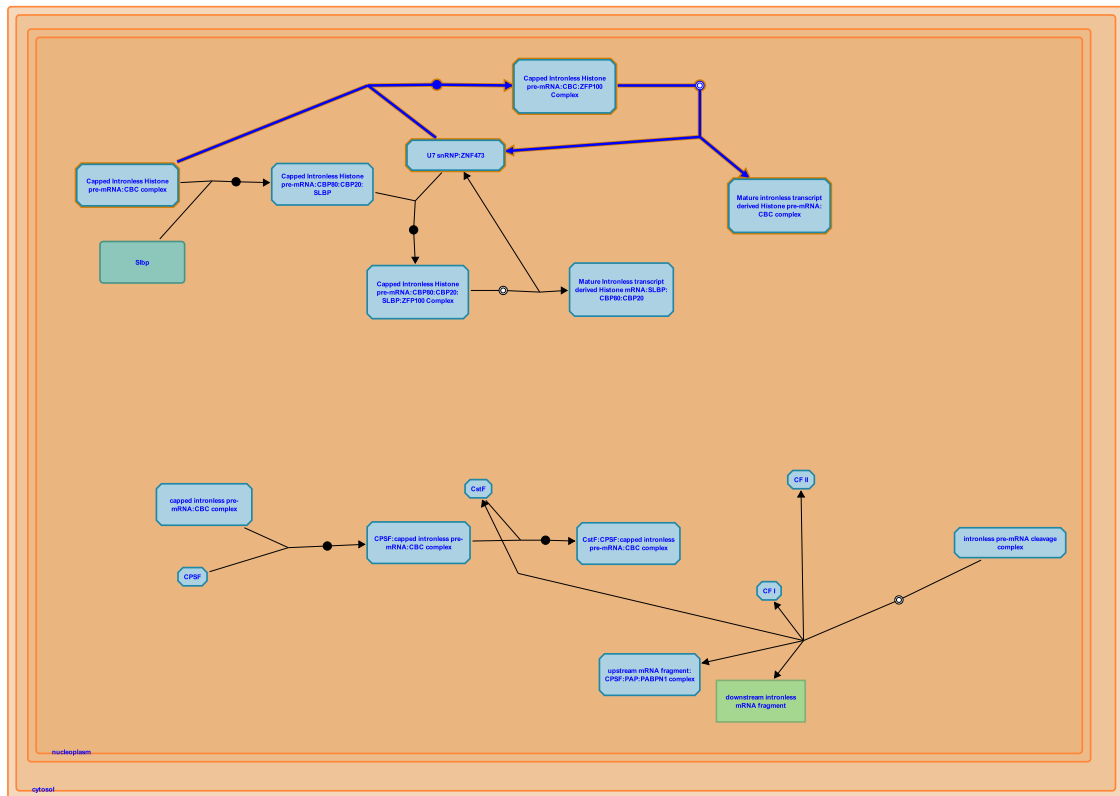 Capped Intronless Histone
pre-mRNA:CBC:ZFP100
Complex
U7 snRNP:ZNF473
Capped Intronless Histone
pre-mRNA:CBC complex
Capped Intronless Histone
pre-mRNA:CBP80:CBP20:
SLBP
Mature intronless transcript
derived Histone pre-mRNA:
CBC complex
Slbp
Capped Intronless Histone
pre-mRNA:CBP80:CBP20:
SLBP:ZFP100 Complex
Mature Intronless transcript
derived Histone mRNA:SLBP:
CBP80:CBP20
CstF
CF II
capped intronless pre-
mRNA:CBC complex
CPSF:capped intronless pre-
mRNA:CBC complex
CstF:CPSF:capped intronless
pre-mRNA:CBC complex
intronless pre-mRNA cleavage
complex
CPSF
CF I
upstream mRNA fragment:
CPSF:PAP:PABPN1 complex
downstream intronless
mRNA fragment
nucleoplasm
cytosol